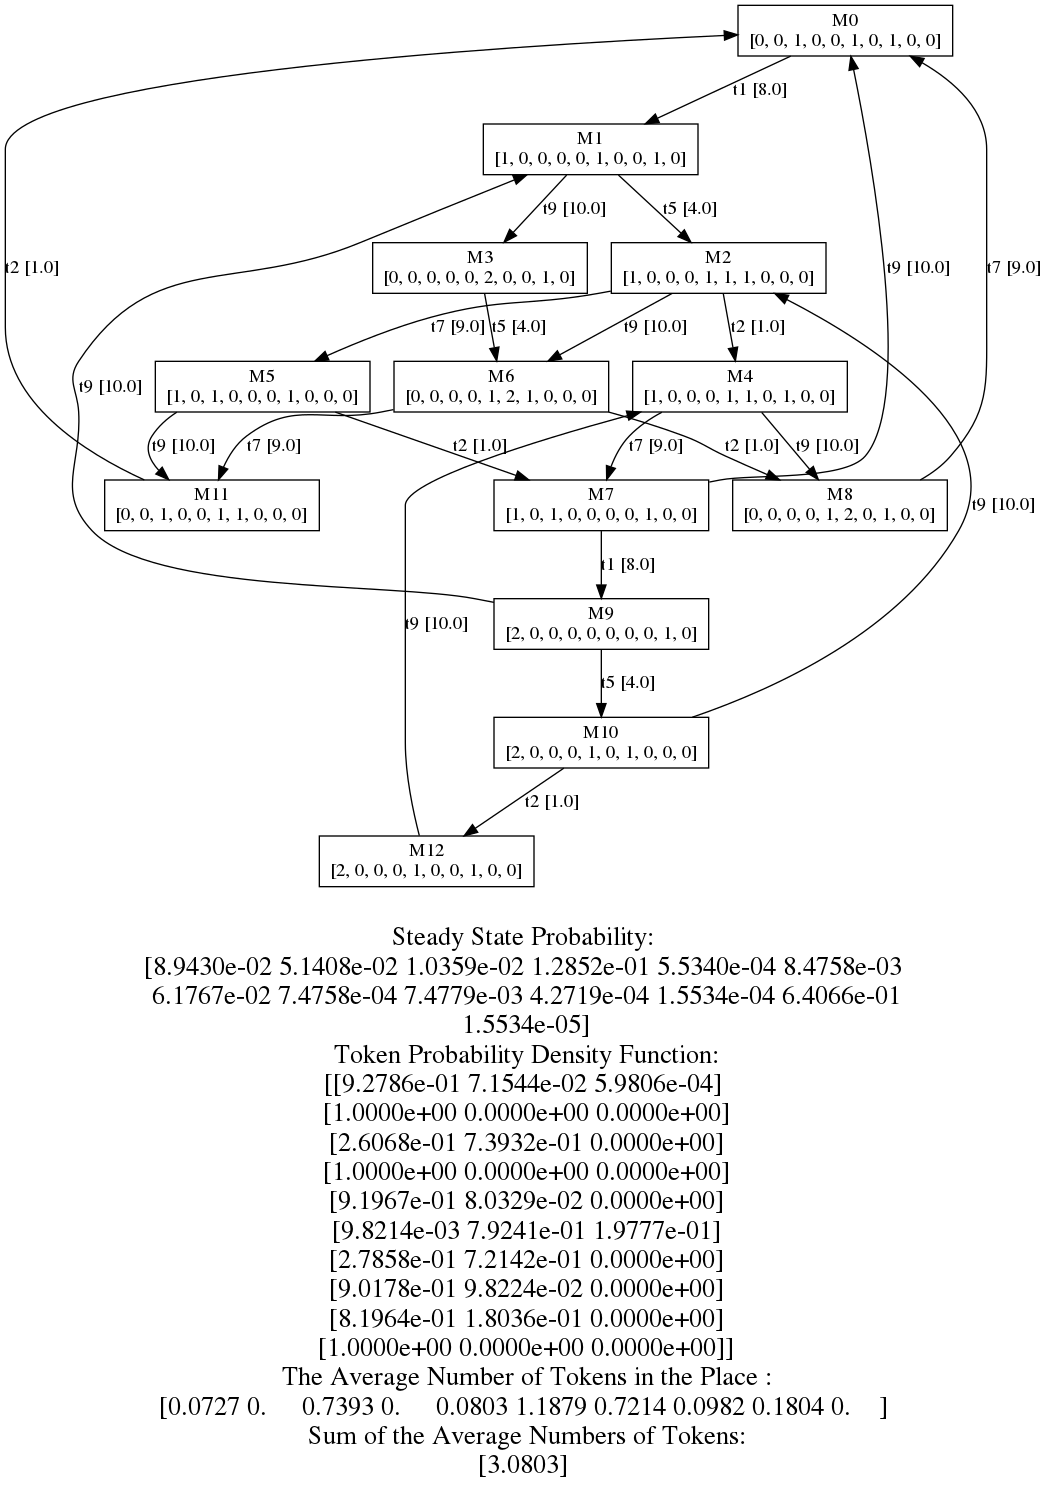 M0
[0, 0, 1, 0, 0, 1, 0, 1, 0, 0]
t1 [8.0]
M1
[1, 0, 0, 0, 0, 1, 0, 0, 1, 0]
t9 [10.0]
t5 [4.0]
M3
[0, 0, 0, 0, 0, 2, 0, 0, 1, 0]
M2
[1, 0, 0, 0, 1, 1, 1, 0, 0, 0]
t2 [1.0]
t9 [10.0]
t7 [9.0]
t7 [9.0]
t5 [4.0]
t9 [10.0]
t2 [1.0]
M5
[1, 0, 1, 0, 0, 0, 1, 0, 0, 0]
M6
[0, 0, 0, 0, 1, 2, 1, 0, 0, 0]
M4
[1, 0, 0, 0, 1, 1, 0, 1, 0, 0]
t9 [10.0]
t9 [10.0]
t7 [9.0]
t2 [1.0]
t7 [9.0]
t2 [1.0]
t9 [10.0]
M11
[0, 0, 1, 0, 0, 1, 1, 0, 0, 0]
M7
[1, 0, 1, 0, 0, 0, 0, 1, 0, 0]
M8
[0, 0, 0, 0, 1, 2, 0, 1, 0, 0]
t9 [10.0]
t1 [8.0]
M9
[2, 0, 0, 0, 0, 0, 0, 0, 1, 0]
t9 [10.0]
t5 [4.0]
M10
[2, 0, 0, 0, 1, 0, 1, 0, 0, 0]
t2 [1.0]
M12
[2, 0, 0, 0, 1, 0, 0, 1, 0, 0]
Steady State Probability:
[8.9430e-02 5.1408e-02 1.0359e-02 1.2852e-01 5.5340e-04 8.4758e-03
6.1767e-02 7.4758e-04 7.4779e-03 4.2719e-04 1.5534e-04 6.4066e-01
1.5534e-05]
Token Probability Density Function:
[[9.2786e-01 7.1544e-02 5.9806e-04]
[1.0000e+00 0.0000e+00 0.0000e+00]
[2.6068e-01 7.3932e-01 0.0000e+00]
[1.0000e+00 0.0000e+00 0.0000e+00]
[9.1967e-01 8.0329e-02 0.0000e+00]
[9.8214e-03 7.9241e-01 1.9777e-01]
[2.7858e-01 7.2142e-01 0.0000e+00]
[9.0178e-01 9.8224e-02 0.0000e+00]
[8.1964e-01 1.8036e-01 0.0000e+00]
[1.0000e+00 0.0000e+00 0.0000e+00]]
The Average Number of Tokens in the Place :
[0.0727 0. 0.7393 0. 0.0803 1.1879 0.7214 0.0982 0.1804 0. ]
Sum of the Average Numbers of Tokens:
[3.0803]